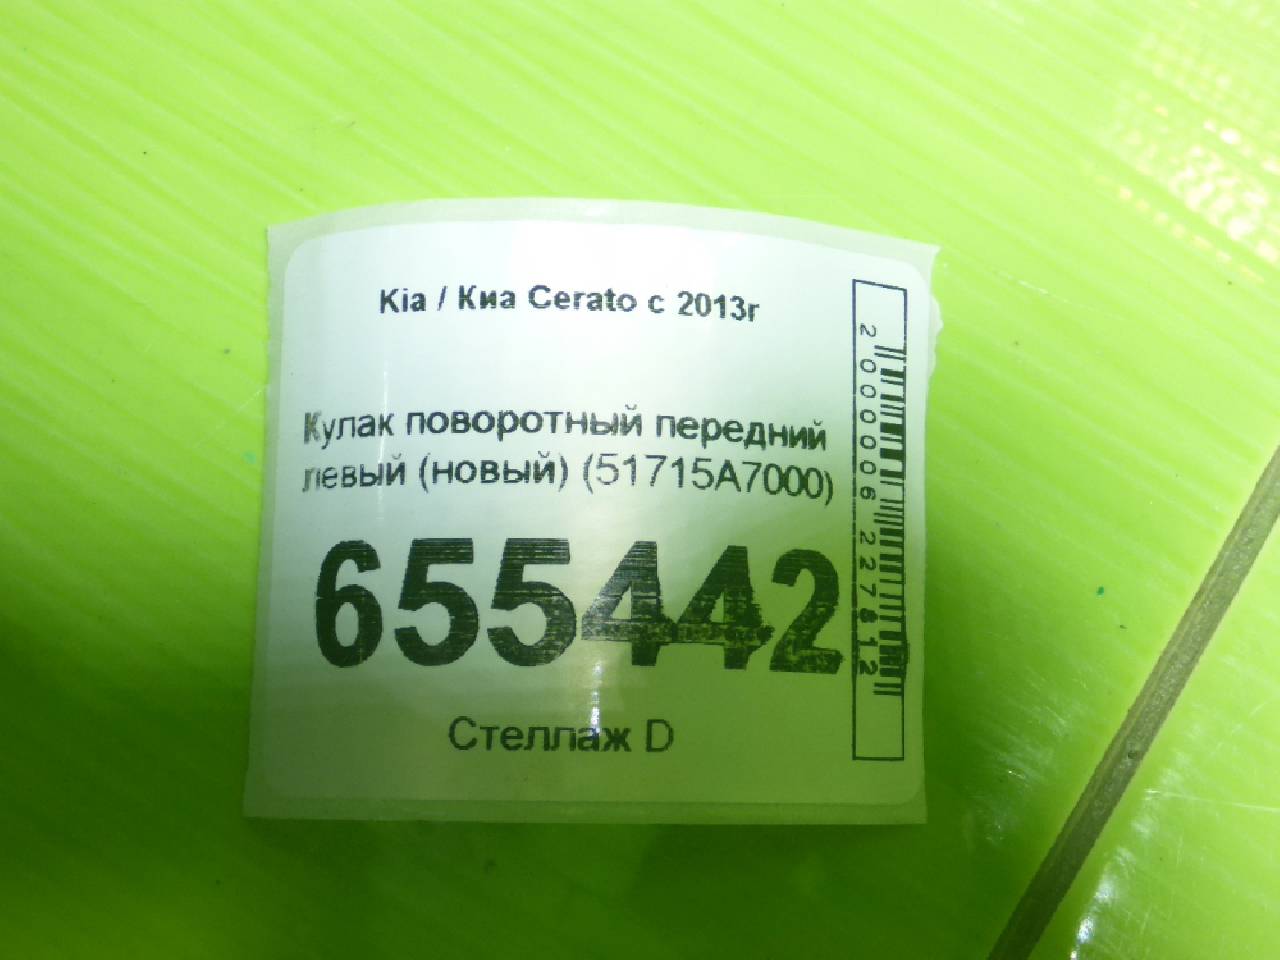 Kia / Киа Cerato с 2013г
Кулак поворотный передний
левый (новый) (51715A7000)
655442
Стеллаж D
2000006227812